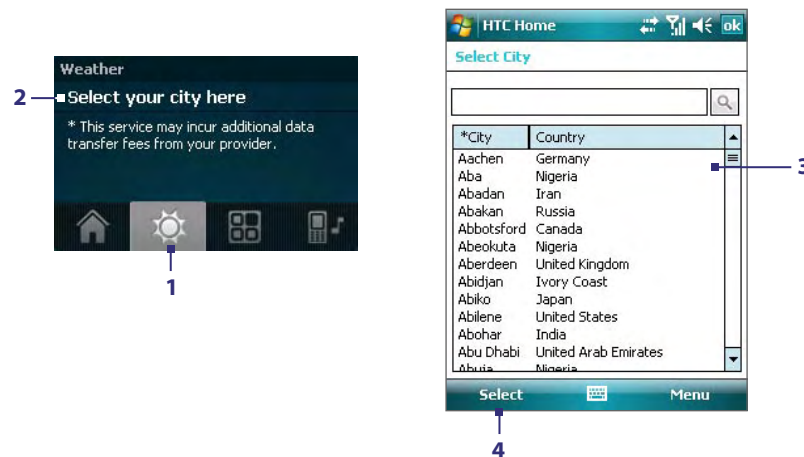 Weather
2
Select your city here
* This service may incur additional data
transfer fees from your provider.
1
HTC Home
ok
Select City
*City Country
3
Aachen Germany
Aba Nigeria
Abadan Iran
Abakan Russia
Abbotsford Canada
Abeokuta Nigeria
Aberdeen United Kingdom
Abidjan Ivory Coast
Abiko Japan
Abilene United States
Abohar India
Abu Dhabi United Arab Emirates
Abuja Nigeria
Select Menu
4